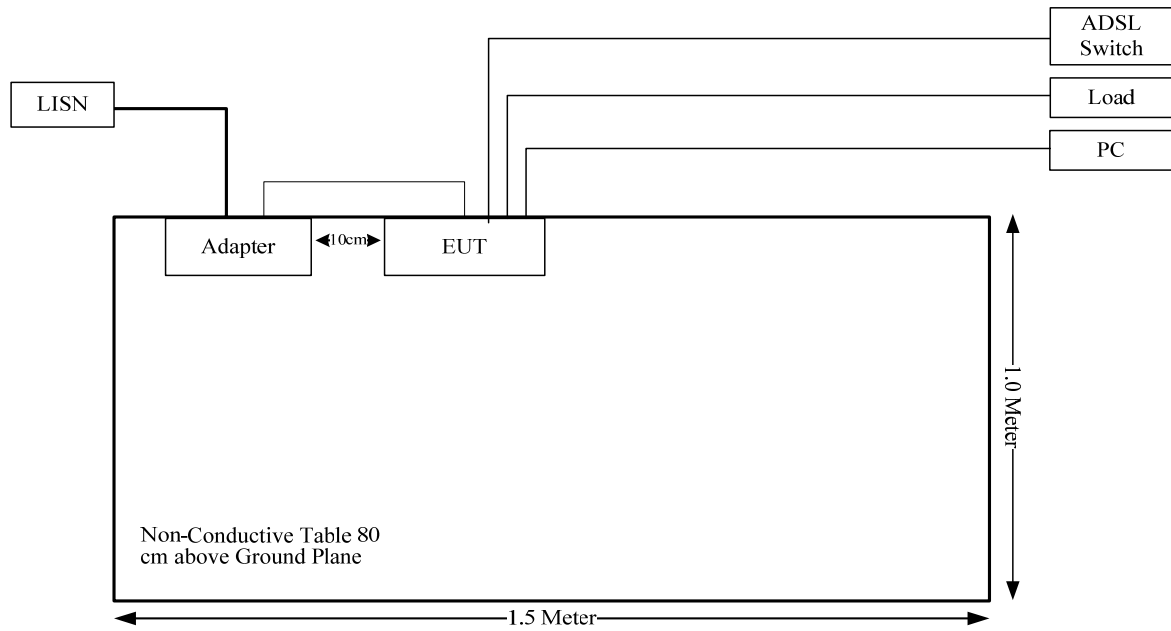 ADSL
Switch
LISN
Load
PC
Adapter
10cm
EUT
1.0 Meter
Non-Conductive Table 80
cm above Ground Plane
1.5 Meter